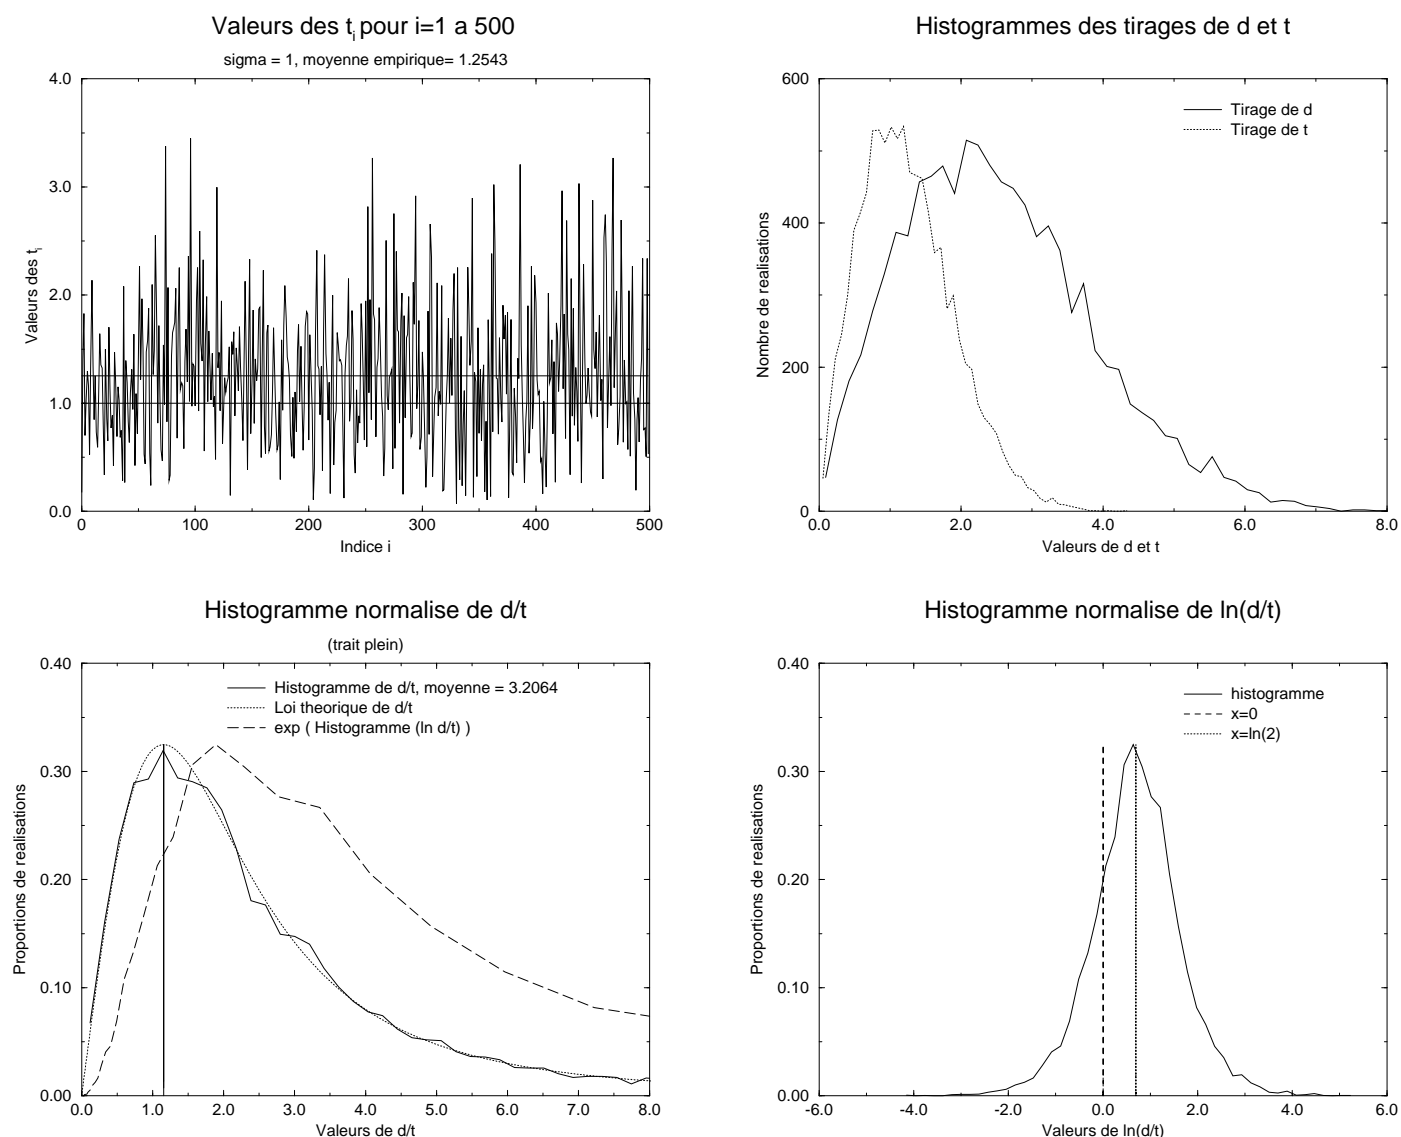 Valeurs des ti pour i=1 a 500
sigma = 1, moyenne empirique= 1.2543
4.0
3.0
2.0
1.0
0.0
Valeurs des ti
0
100
200
300
400
500
Indice i
Histogrammes des tirages de d et t
600
400
200
0
Nombre de realisations
Tirage de d
Tirage de t
0.0
2.0
4.0
6.0
8.0
Valeurs de d et t
Histogramme normalise de d/t
(trait plein)
0.40
0.30
0.20
0.10
0.00
Proportions de realisations
Histogramme de d/t, moyenne = 3.2064
Loi theorique de d/t
exp ( Histogramme (ln d/t) )
0.0
1.0
2.0
3.0
4.0
5.0
6.0
7.0
8.0
Valeurs de d/t
Histogramme normalise de ln(d/t)
0.40
0.30
0.20
0.10
0.00
Proportions de realisations
histogramme
x=0
x=ln(2)
-6.0
-4.0
-2.0
0.0
2.0
4.0
6.0
Valeurs de ln(d/t)